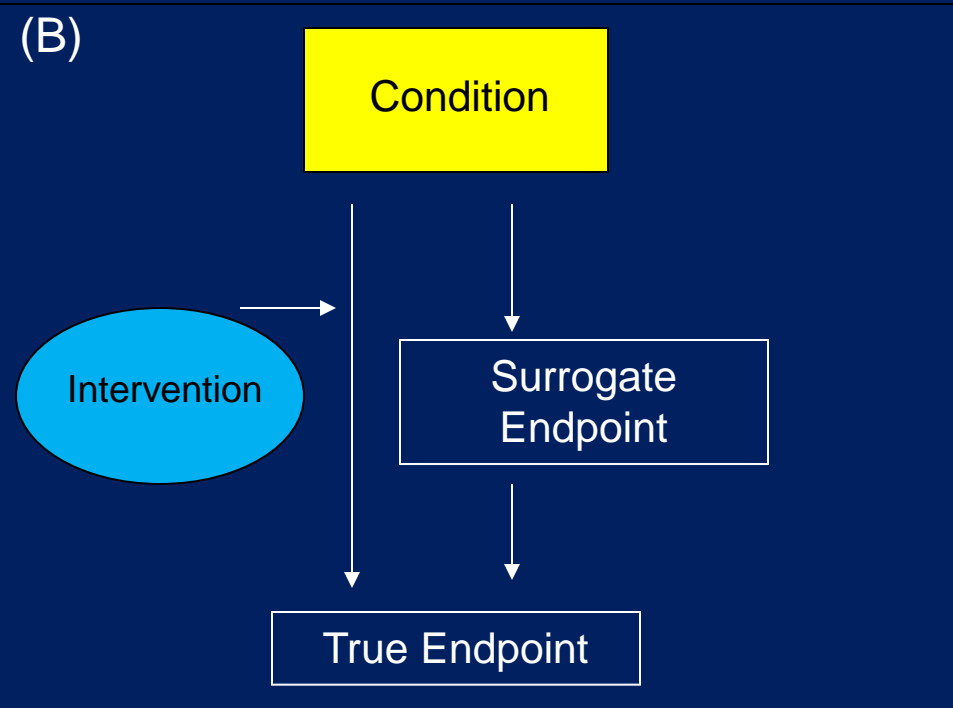 (B)
Condition
Intervention
Surrogate
Endpoint
True Endpoint